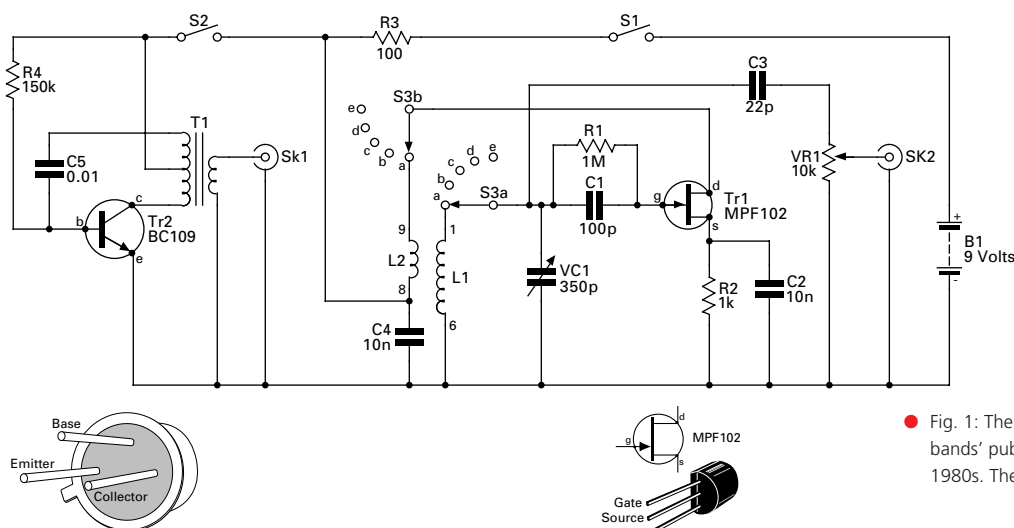 S2
R3
100
S1
R4
150k
T1
C5
0.01
Sk1
c
b
Tr2
BC109
e
S3b
e
d
c
b
a
e
d
c
b
a
S3a
R1
1M
C1
100p
g
d
s
Tr1
MPF102
C3
22p
VR1
10k
SK2
9
L2
8
1
L1
6
VC1
350p
R2
1k
C2
10n
C4
10n
+
B1
9 Volts
-
Base
Emitter
Collector
g
d
s
MPF102
Gate
Source
Fig. 1: The
bands’ pub
1980s. The